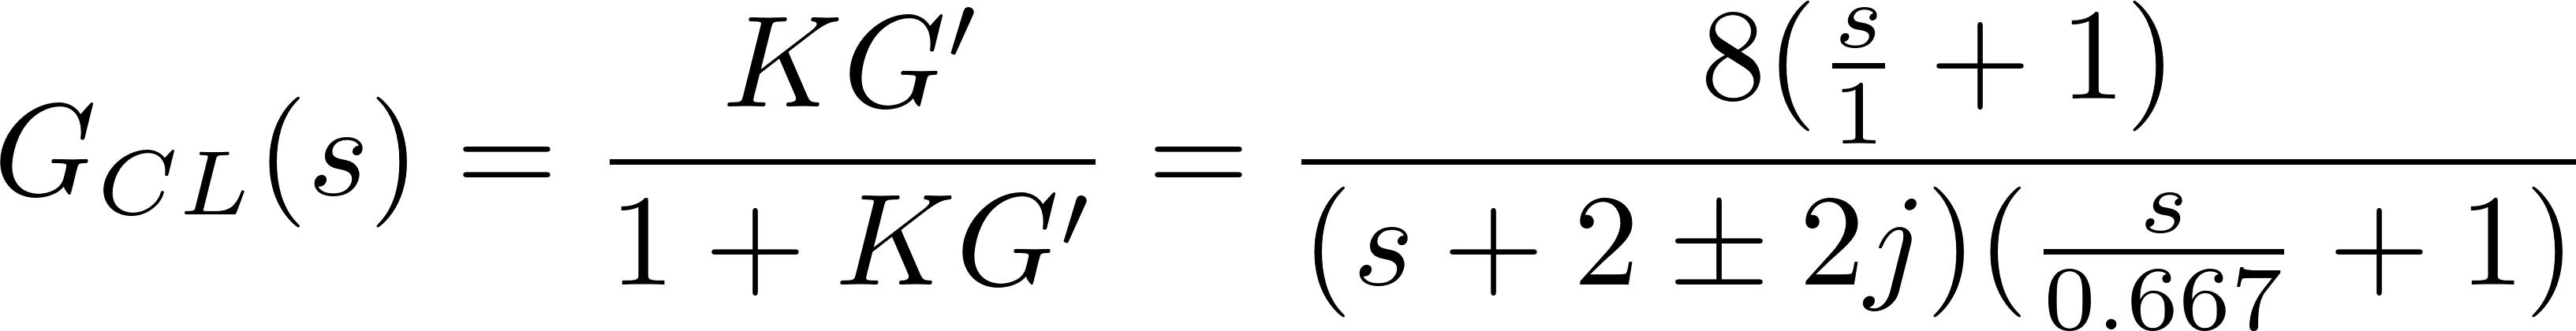 G_{CL}(s) = \frac{KG'}{1 + KG'} = \frac{8(\frac{s}{1} + 1)}{(s + 2 \pm 2j)(\frac{s}{0.667} + 1)}